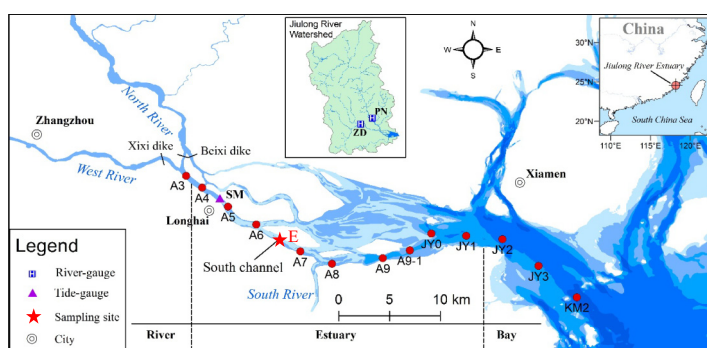 Jiulong River
Watershed
PN
ZD
N
W
E
S
China
30°N
25°N
20°N
Jiulong River Estuary
South China Sea
110°E
115°E
120°E
Zhangzhou
North River
Xixi dike
Beixi dike
West River
A3
A4
SM
Longhai
A5
A6
E
South channel
A7
A8
South River
A9
A9-1
JY0
JY1
JY2
JY3
KM2
Xiamen
Legend
River-gauge
Tide-gauge
Sampling site
City
0
5
10 km
River
Estuary
Bay